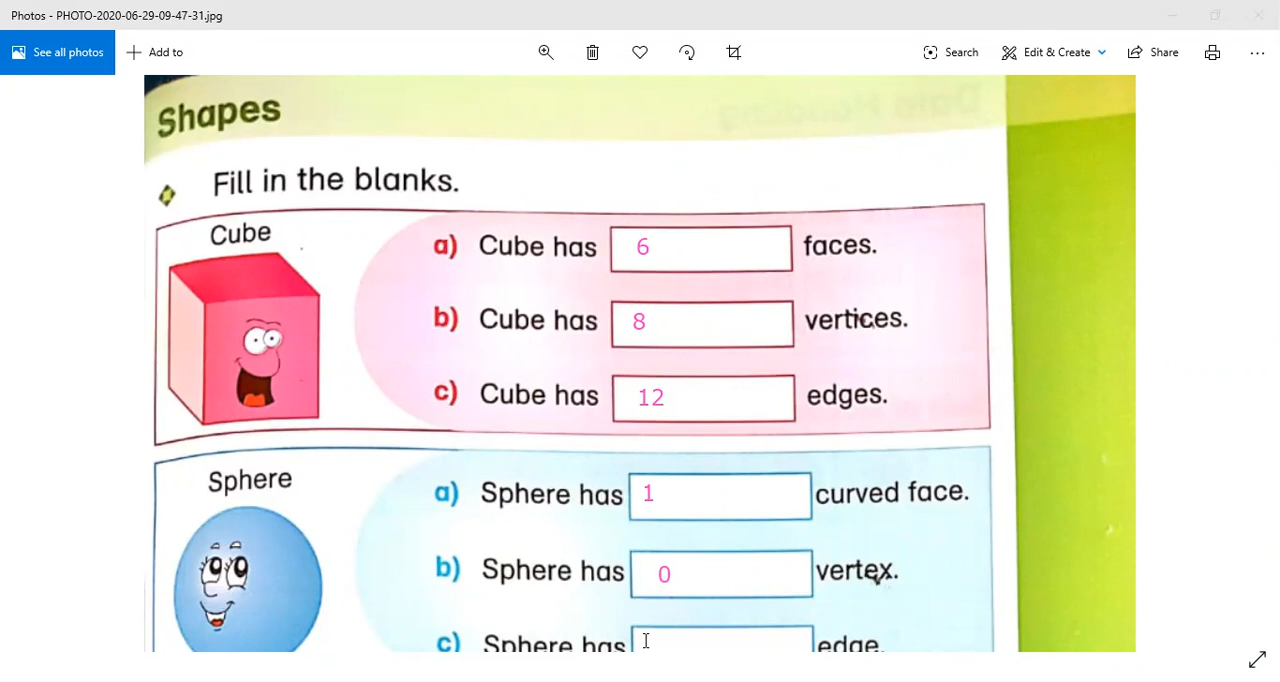 Photos - PHOTO-2020-06-29-09-47-31.jpg
See all photos
Add to
Search
Edit & Create
Share
Shapes
Fill in the blanks.
Cube
a) Cube has 6 faces.
b) Cube has 8 vertices.
c) Cube has 12 edges.
Sphere
a) Sphere has 1 curved face.
b) Sphere has 0 vertex.
c) Sphere has edge.